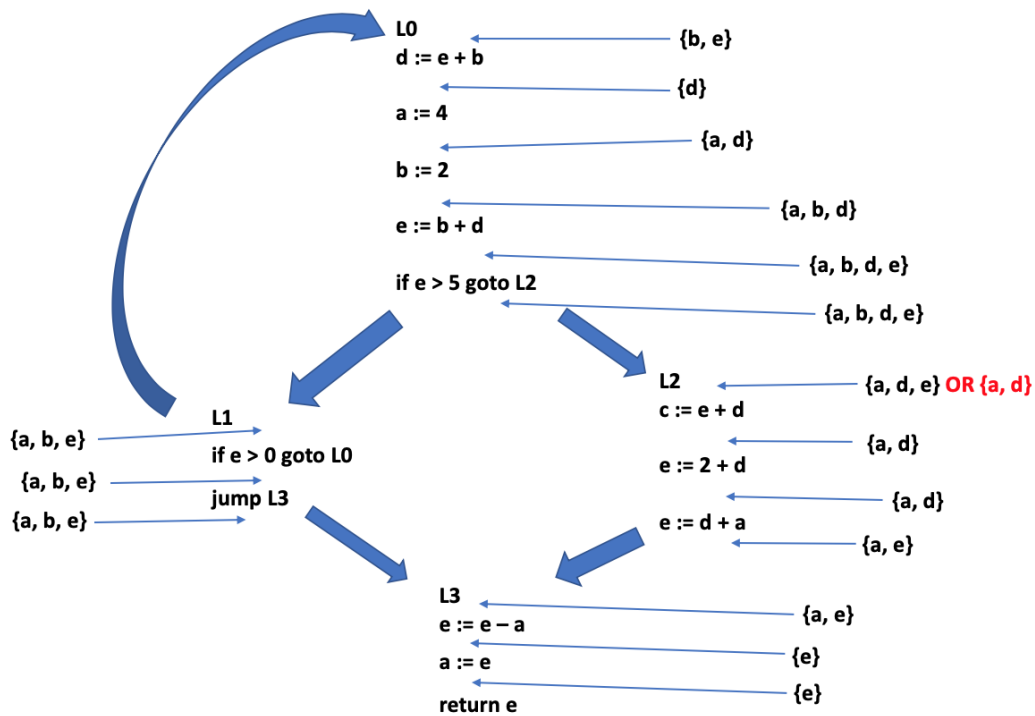 L0
{b, e}
d := e + b
{d}
a := 4
{a, d}
b := 2
{a, b, d}
e := b + d
{a, b, d, e}
if e > 5 goto L2
{a, b, d, e}
L1
{a, b, e}
if e > 0 goto L0
{a, b, e}
jump L3
{a, b, e}
L2
{a, d, e} OR {a, d}
c := e + d
{a, d}
e := 2 + d
{a, d}
e := d + a
{a, e}
L3
{a, e}
e := e – a
{e}
a := e
{e}
return e